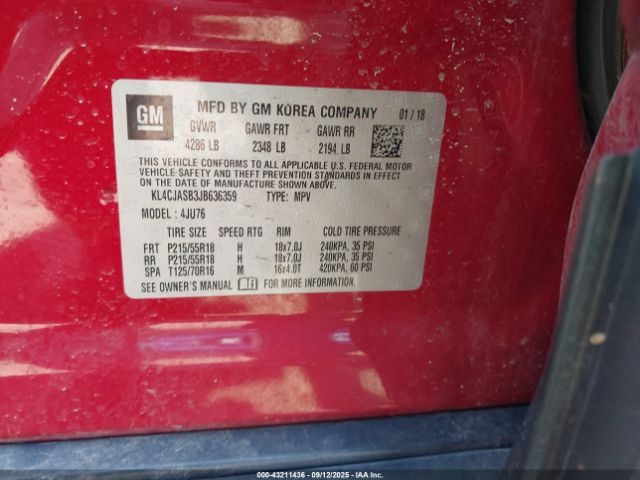 GM
MFD BY GM KOREA COMPANY 01 / 18
GVWR GAWR FRT GAWR RR
4286 LB 2348 LB 2194 LB
THIS VEHICLE CONFORMS TO ALL APPLICABLE U.S. FEDERAL MOTOR
VEHICLE SAFETY AND THEFT PREVENTION STANDARDS IN EFFECT ON THE
DATE OF MANUFACTURE SHOWN ABOVE.
KL4CJASB3JB636359 TYPE: MPV
MODEL : 4JU76
TIRE SIZE SPEED RTG RIM COLD TIRE PRESSURE
FRT P215/55R18 H 18x7.0J 240KPA, 35 PSI
RR P215/55R18 H 18x7.0J 240KPA, 35 PSI
SPA T125/70R16 M 16x4.0T 420KPA, 60 PSI
SEE OWNER'S MANUAL FOR MORE INFORMATION.
000-43211436 - 09/12/2025 - www.iaai.com